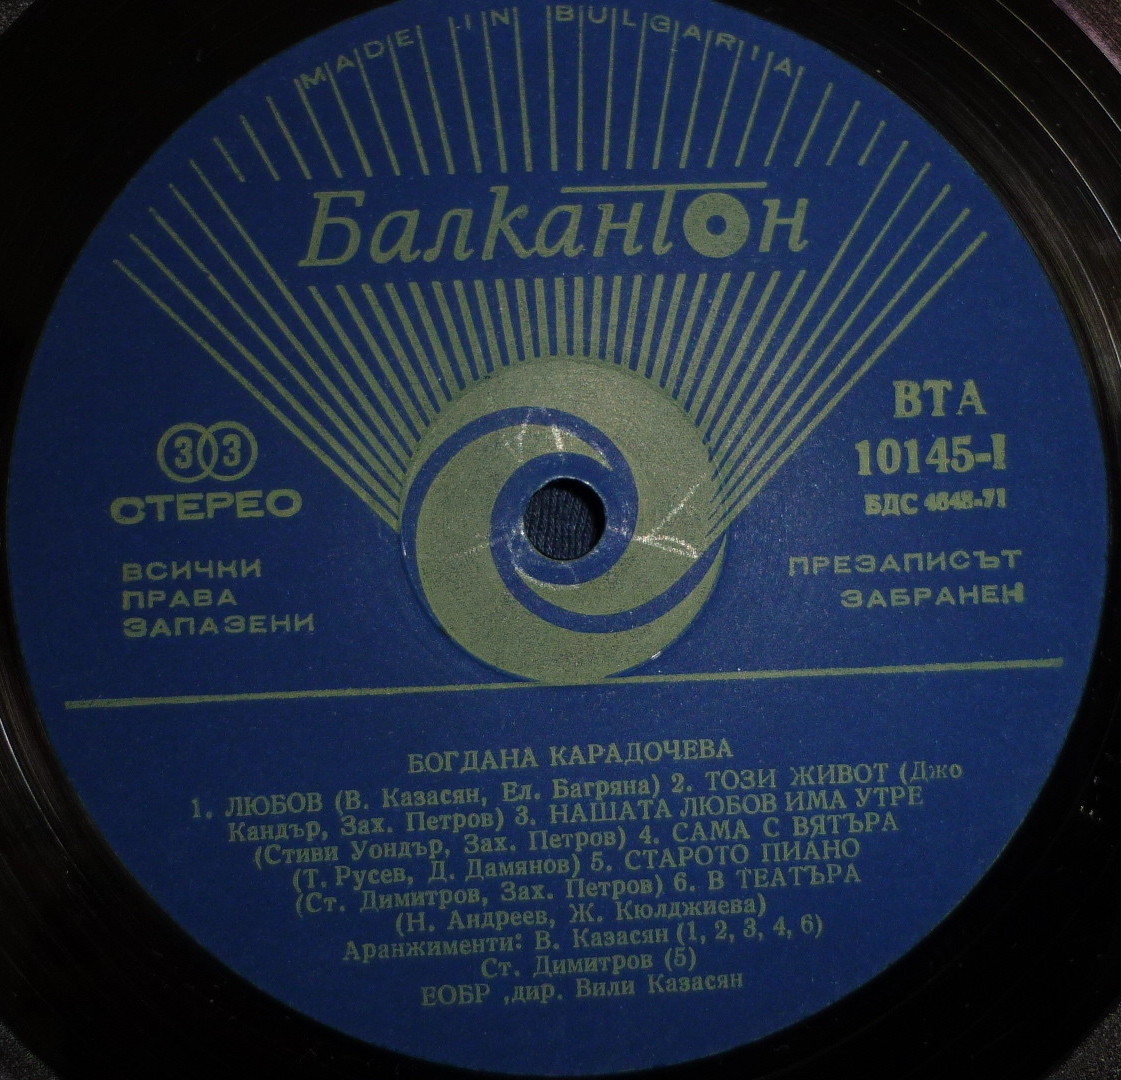 MADE IN BULGARIA
Балкантон
33
СТЕРЕО
ВСИЧКИ
ПРАВА
ЗАПАЗЕНИ
ВТА
10145-I
БДС 4848-71
ПРЕЗАПИСЪТ
ЗАБРАНЕН
БОГДАНА КАРАДОЧЕВА
1. ЛЮБОВ (В. Казасян, Ел. Багряна) 2. ТОЗИ ЖИВОТ (Джо
Кандър, Зах. Петров) 3. НАШАТА ЛЮБОВ ИМА УТРЕ
(Стиви Уондър, Зах. Петров) 4. САМА С ВЯТЪРА
(Т. Русев, Д. Дамянов) 5. СТАРОТО ПИАНО
(Ст. Димитров, Зах. Петров) 6. В ТЕАТЪРА
(Н. Андреев, Ж. Кюлджиева)
Аранжименти: В. Казасян (1, 2, 3, 4, 6)
Ст. Димитров (5)
ЕОБР ,дир. Вили Казасян